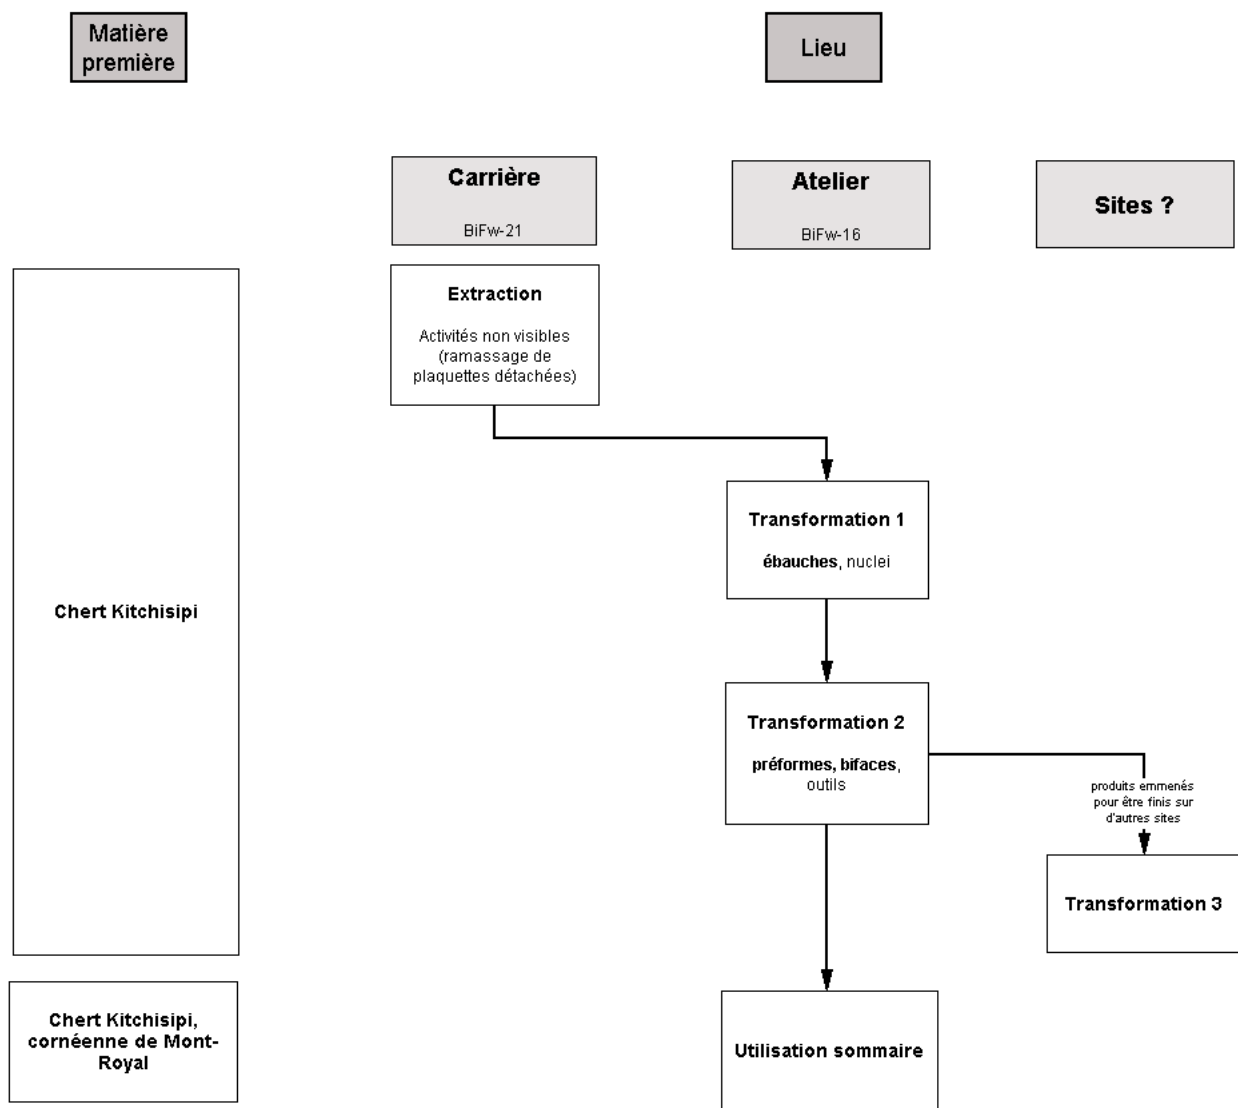 Matière
première
Lieu
Carrière
BiFw-21
Atelier
BiFw-16
Sites ?
Extraction
Activités non visibles
(ramassage de
plaquettes détachées)
Transformation 1
ébauches, nuclei
Chert Kitchisipi
Transformation 2
préformes, bifaces,
outils
produits emmenés
pour être finis sur
d'autres sites
Transformation 3
Chert Kitchisipi,
cornéenne de Mont-
Royal
Utilisation sommaire